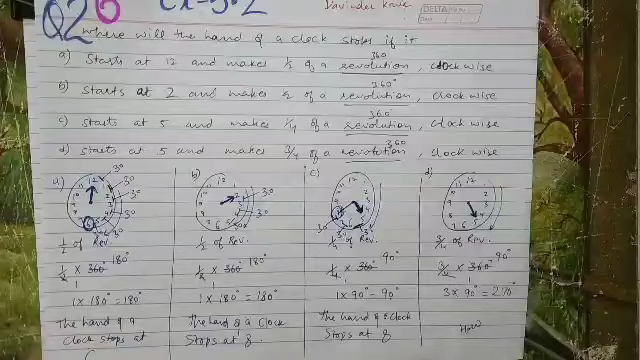 Q26 Ex-5.2 Davinder Kaur DELTA
Where will the hand of a clock stops if it
360
a) Starts at 12 and makes 1/2 of a revolution, clockwise
360°
b) Starts at 2 and makes 1/2 of a revolution, clockwise
360
c) Starts at 5 and makes 1/4 of a revolution, clockwise
360
d) starts at 5 and makes 3/4 of a revolution, clockwise
a) b) c) d)
1/2 of Rev. 1/2 of Rev. 1/4 of Rev. 3/4 of Rev.
1/2 × 360° 180° 1/2 × 360° 180° 1/4 × 360° 90° 3/4 × 360° 90°
1 × 180° = 180° 1 × 180° = 180° 1 × 90° = 90° 3 × 90° = 270°
The hand of a The hand of a clock The hand of a clock
clock stops at stops at 8. stops at 8